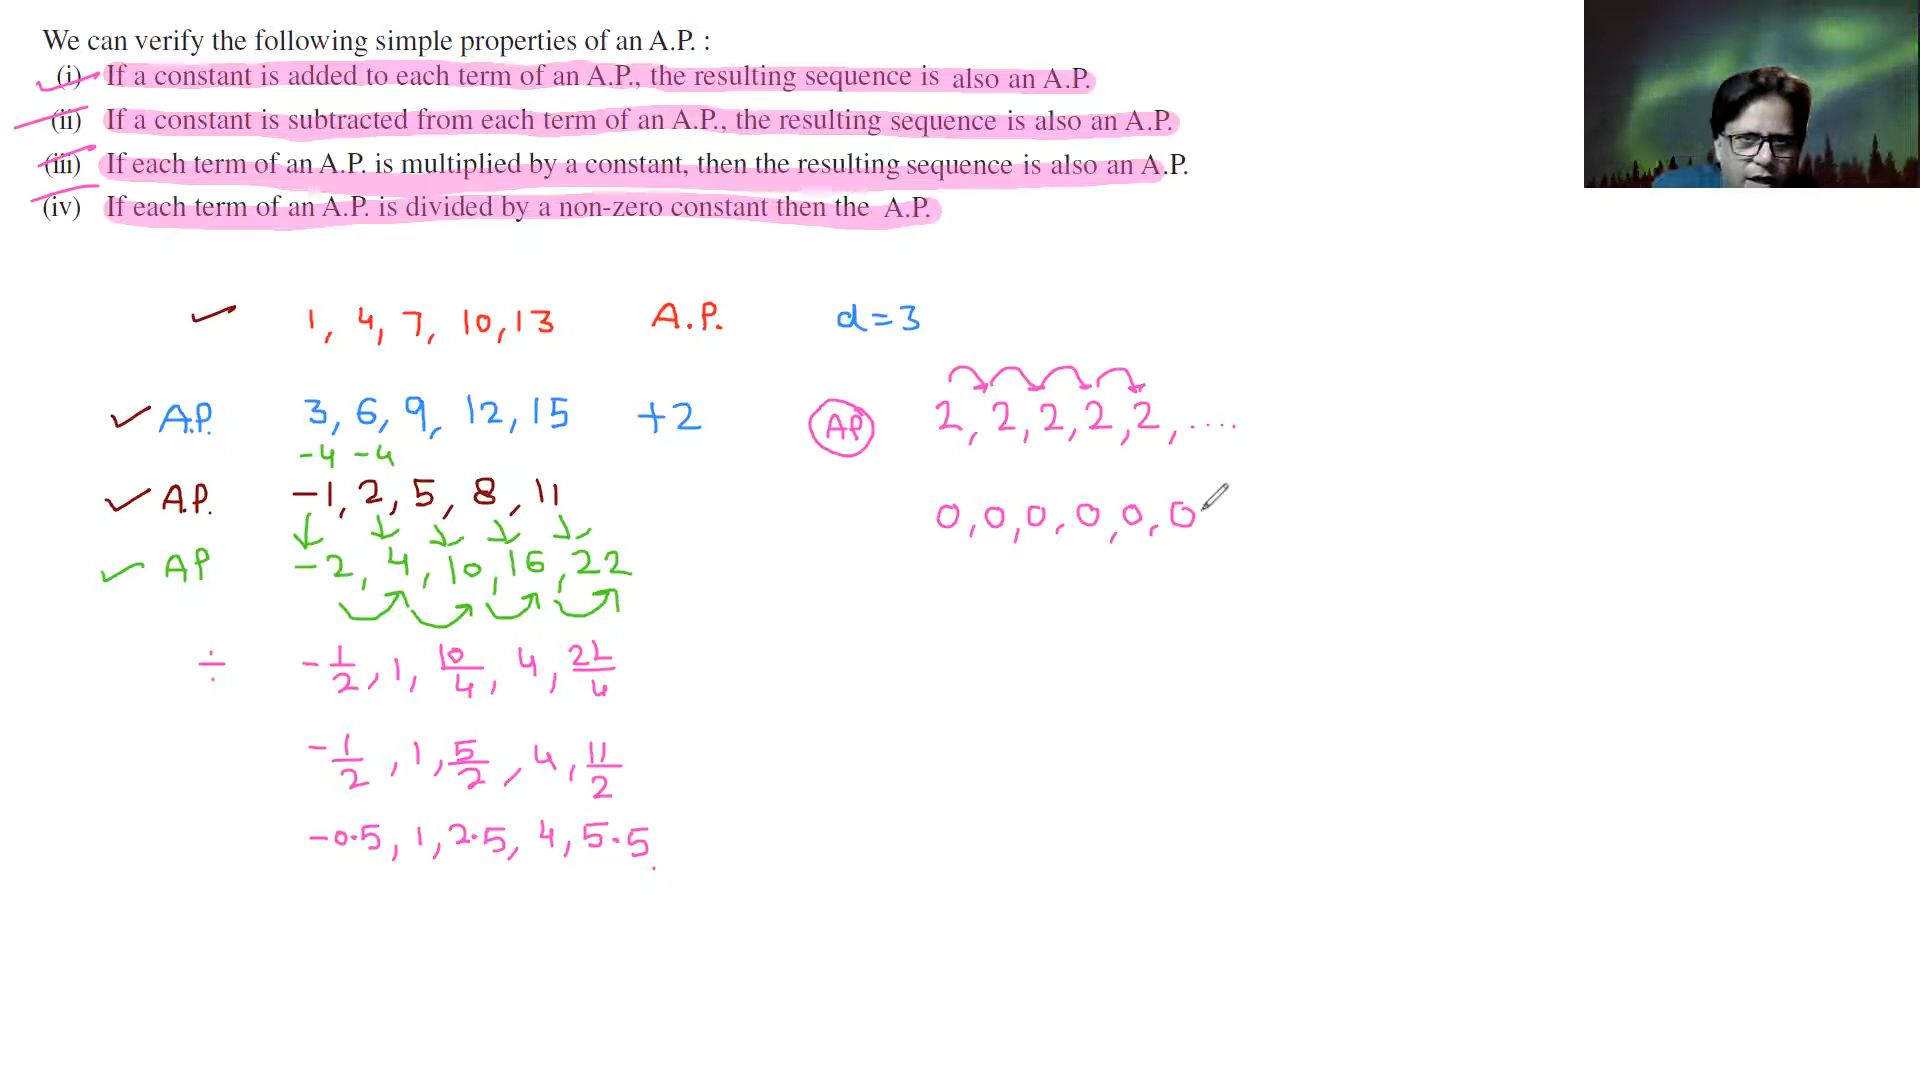 We can verify the following simple properties of an A.P. :
(i) If a constant is added to each term of an A.P., the resulting sequence is also an A.P.
(ii) If a constant is subtracted from each term of an A.P., the resulting sequence is also an A.P.
(iii) If each term of an A.P. is multiplied by a constant, then the resulting sequence is also an A.P.
(iv) If each term of an A.P. is divided by a non-zero constant then the A.P.
1, 4, 7, 10, 13 A.P. d=3
A.P. 3, 6, 9, 12, 15 +2
-4 -4
AP 2, 2, 2, 2, 2, ....
A.P. -1, 2, 5, 8, 11
0, 0, 0, 0, 0, 0
AP -2, 4, 10, 16, 22
÷ -1/2, 1, 10/4, 4, 22/4
-1/2, 1, 5/2, 4, 11/2
-0.5, 1, 2.5, 4, 5.5